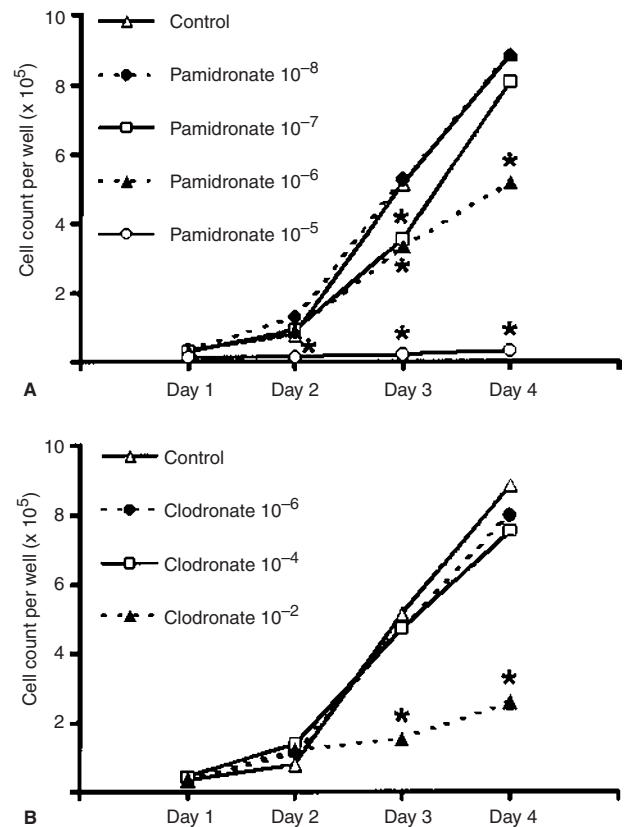 10
8
6
4
2
Cell count per well (x 10⁵)
Control
Pamidronate 10⁻⁸
Pamidronate 10⁻⁷
Pamidronate 10⁻⁶
Pamidronate 10⁻⁵
* * * * * *
A
Day 1 Day 2 Day 3 Day 4
10
8
6
4
2
Cell count per well (x 10⁵)
Control
Clodronate 10⁻⁶
Clodronate 10⁻⁴
Clodronate 10⁻²
* *
B
Day 1 Day 2 Day 3 Day 4